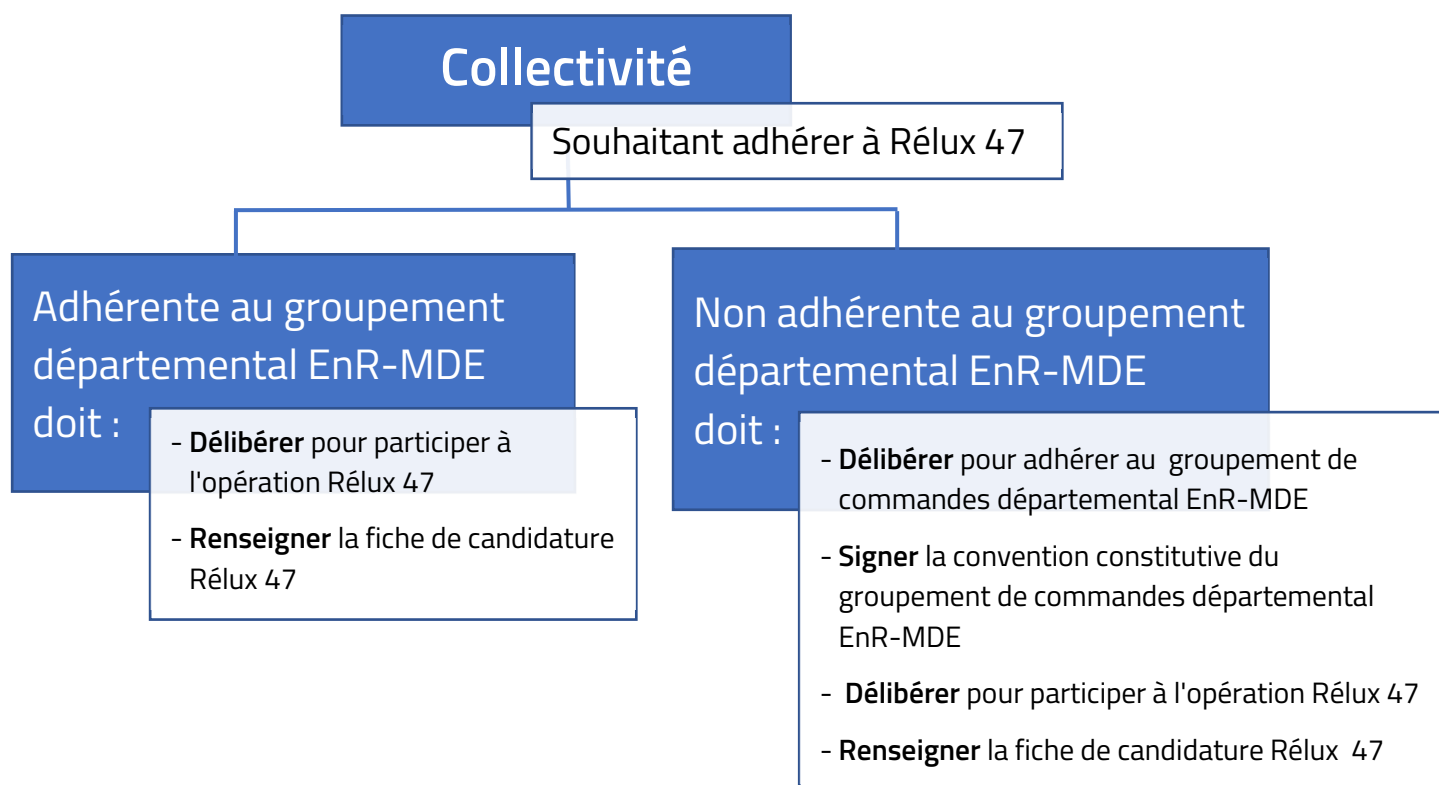 Collectivité
Souhaitant adhérer à Rélux 47
Adhérente au groupement
départemental EnR-MDE
doit :
- Délibérer pour participer à
l'opération Rélux 47
- Renseigner la fiche de candidature
Rélux 47
Non adhérente au groupement
départemental EnR-MDE
doit :
- Délibérer pour adhérer au groupement de
commandes départemental EnR-MDE
- Signer la convention constitutive du
groupement de commandes départemental
EnR-MDE
- Délibérer pour participer à l'opération Rélux 47
- Renseigner la fiche de candidature Rélux 47